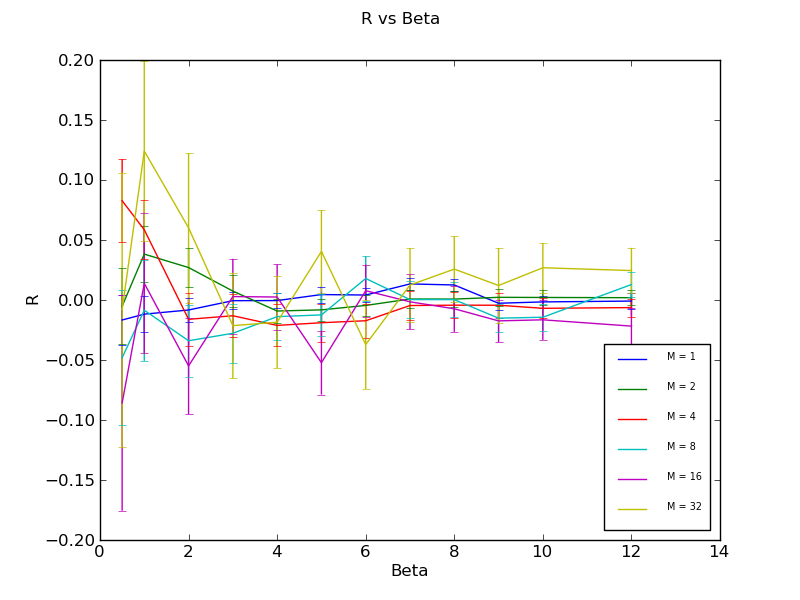 R vs Beta
0.20
0.15
0.10
0.05
0.00
−0.05
−0.10
−0.15
−0.20
R
0 2 4 6 8 10 12 14
Beta
M = 1
M = 2
M = 4
M = 8
M = 16
M = 32